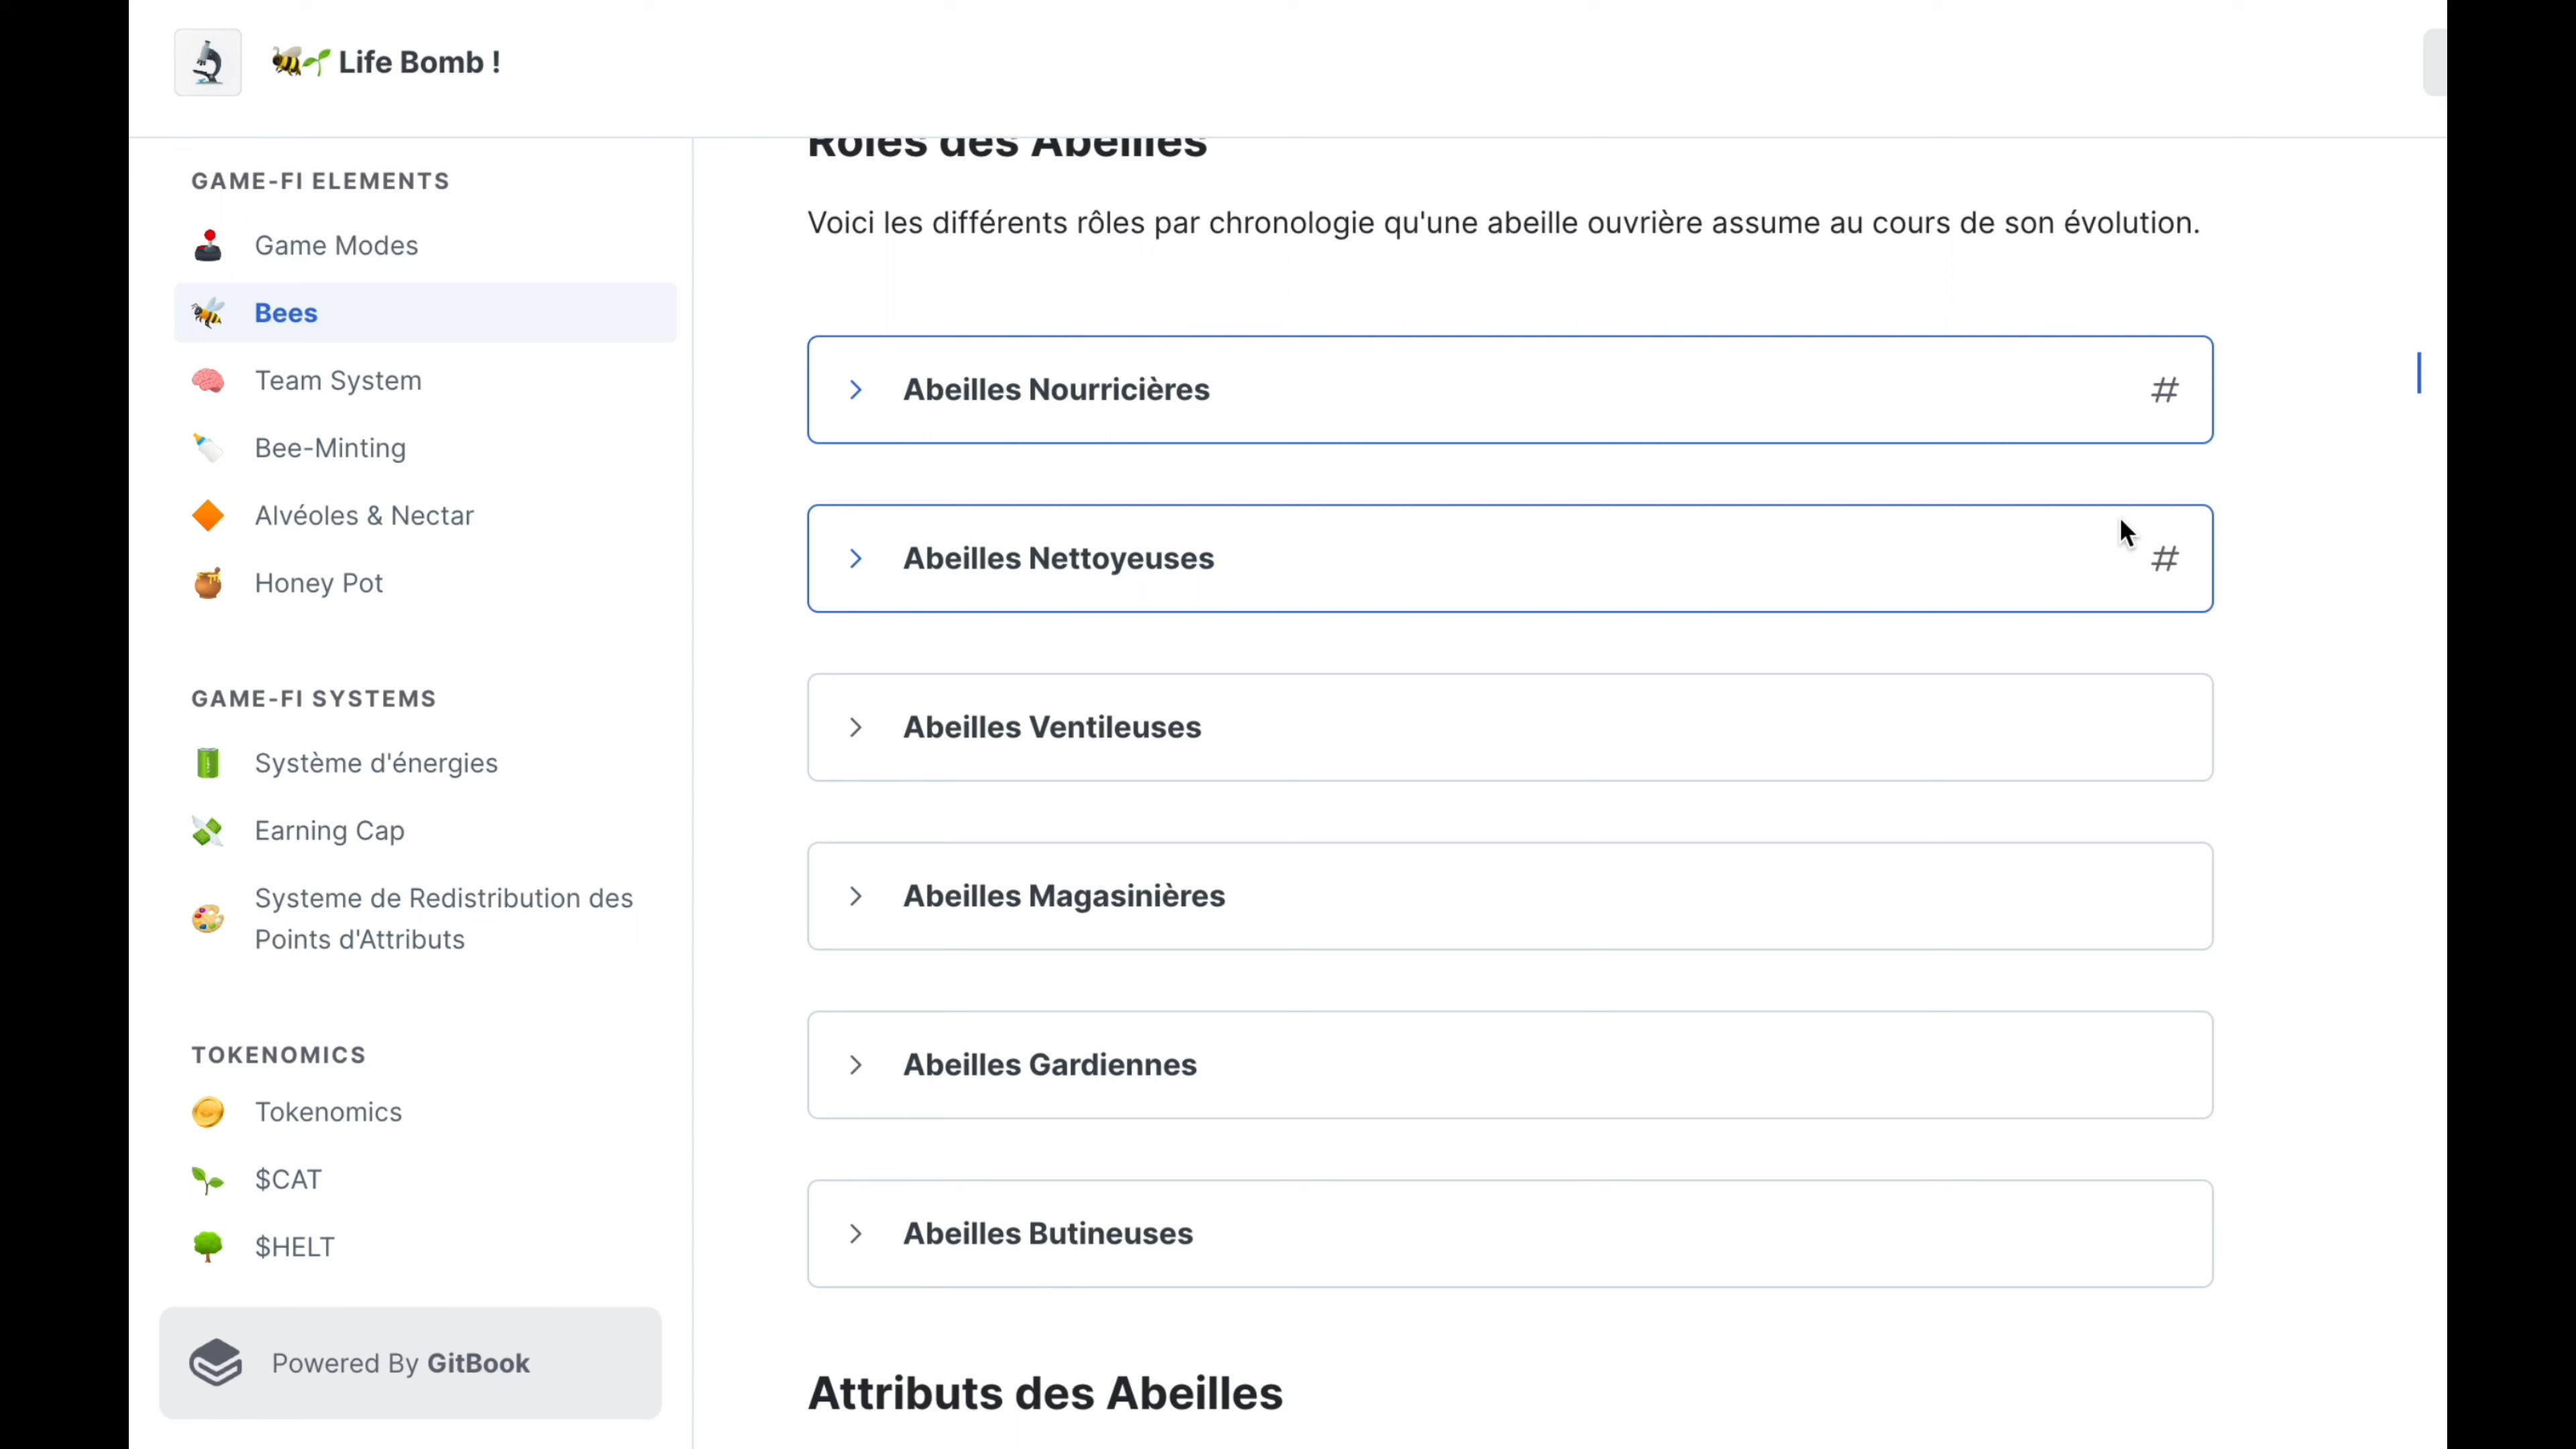 Life Bomb !
GAME-FI ELEMENTS
Game Modes
Bees
Team System
Bee-Minting
Alvéoles & Nectar
Honey Pot
GAME-FI SYSTEMS
Système d'énergies
Earning Cap
Systeme de Redistribution des
Points d'Attributs
TOKENOMICS
Tokenomics
$CAT
$HELT
Powered By GitBook
Rôles des Abeilles
Voici les différents rôles par chronologie qu'une abeille ouvrière assume au cours de son évolution.
Abeilles Nourricières #
Abeilles Nettoyeuses #
Abeilles Ventileuses
Abeilles Magasinières
Abeilles Gardiennes
Abeilles Butineuses
Attributs des Abeilles